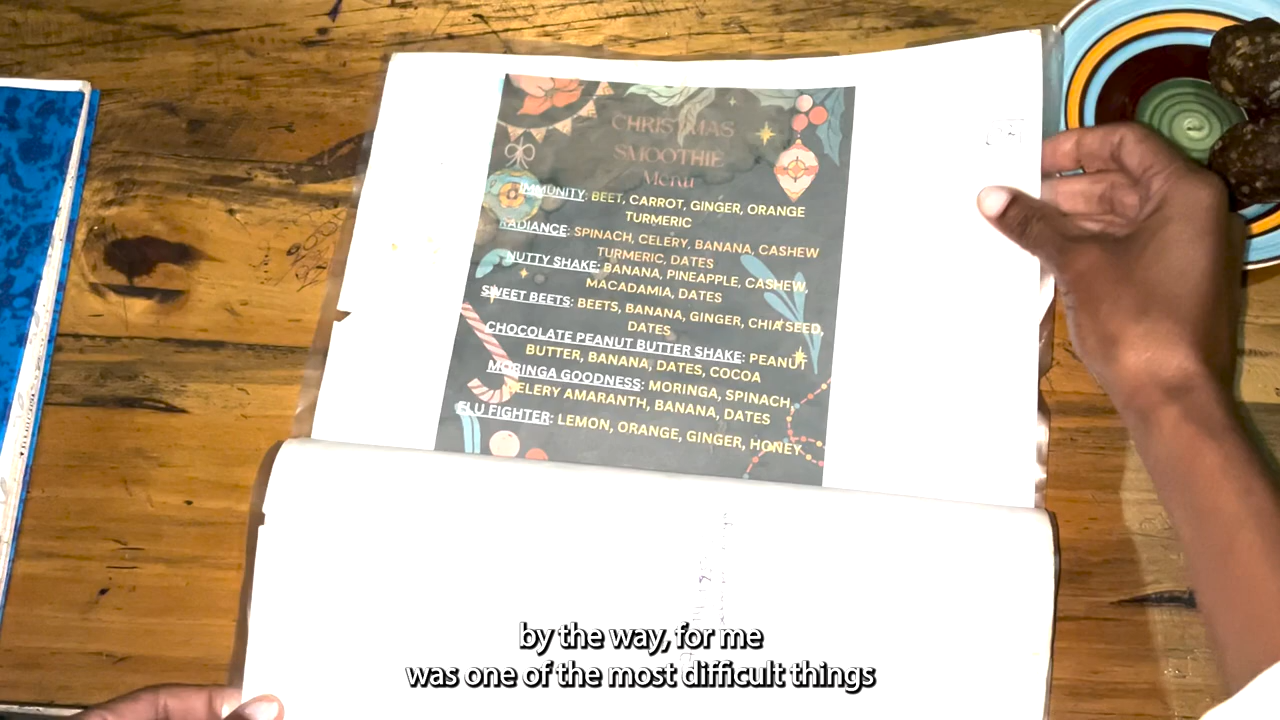 CHRISTMAS
SMOOTHIE
Menu
IMMUNITY: BEET, CARROT, GINGER, ORANGE
TURMERIC
RADIANCE: SPINACH, CELERY, BANANA, CASHEW
TURMERIC, DATES
NUTTY SHAKE: BANANA, PINEAPPLE, CASHEW,
MACADAMIA, DATES
SWEET BEETS: BEETS, BANANA, GINGER, CHIA SEED,
DATES
CHOCOLATE PEANUT BUTTER SHAKE: PEANUT
BUTTER, BANANA, DATES, COCOA
MORINGA GOODNESS: MORINGA, SPINACH,
CELERY AMARANTH, BANANA, DATES
FLU FIGHTER: LEMON, ORANGE, GINGER, HONEY
by the way, for me
was one of the most difficult things